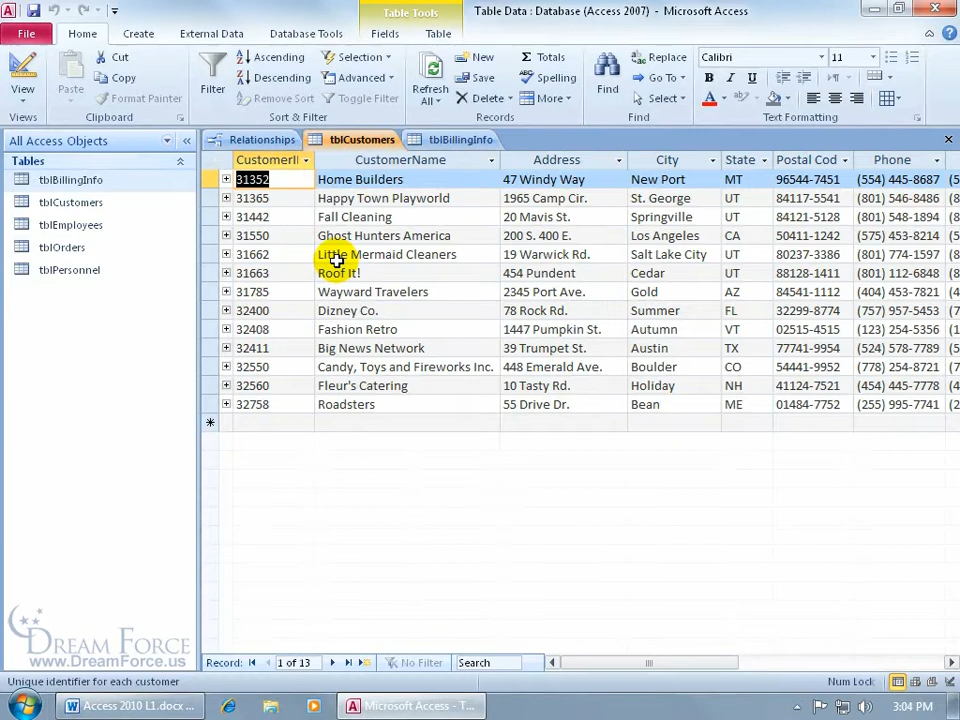 Table Tools
Table Data : Database (Access 2007) - Microsoft Access
File Home Create External Data Database Tools Fields Table
View
Views
Paste
Cut
Copy
Format Painter
Clipboard
Filter
Ascending
Descending
Remove Sort
Selection
Advanced
Toggle Filter
Sort & Filter
Refresh
All
New
Save
Delete
Totals
Spelling
More
Records
Find
Replace
Go To
Select
Find
Calibri 11
B I U
Text Formatting
All Access Objects
Tables
tblBillingInfo
tblCustomers
tblEmployees
tblOrders
tblPersonnel
Relationships tblCustomers tblBillingInfo
CustomerI CustomerName Address City State Postal Cod Phone
31352 Home Builders 47 Windy Way New Port MT 96544-7451 (554) 445-8687
31365 Happy Town Playworld 1965 Camp Cir. St. George UT 84117-5541 (801) 546-8486
31442 Fall Cleaning 20 Mavis St. Springville UT 84121-5128 (801) 548-1894
31550 Ghost Hunters America 200 S. 400 E. Los Angeles CA 50411-1242 (575) 453-8214
31662 Little Mermaid Cleaners 19 Warwick Rd. Salt Lake City UT 80237-3386 (801) 774-1597
31663 Roof It! 454 Pundent Cedar UT 88128-1411 (801) 112-6848
31785 Wayward Travelers 2345 Port Ave. Gold AZ 84541-1112 (404) 453-7821
32400 Dizney Co. 78 Rock Rd. Summer FL 32299-8774 (757) 957-5453
32408 Fashion Retro 1447 Pumpkin St. Autumn VT 02515-4515 (123) 254-5356
32411 Big News Network 39 Trumpet St. Austin TX 77741-9954 (524) 578-7789
32550 Candy, Toys and Fireworks Inc. 448 Emerald Ave. Boulder CO 54441-9952 (778) 254-8721
32560 Fleur's Catering 10 Tasty Rd. Holiday NH 41124-7521 (454) 445-7778
32758 Roadsters 55 Drive Dr. Bean ME 01484-7752 (255) 995-7741
DREAM FORCE
www.DreamForce.us
Record: 1 of 13 No Filter Search
Unique identifier for each customer
Num Lock
Access 2010 L1.docx ...
Microsoft Access - T...
3:04 PM